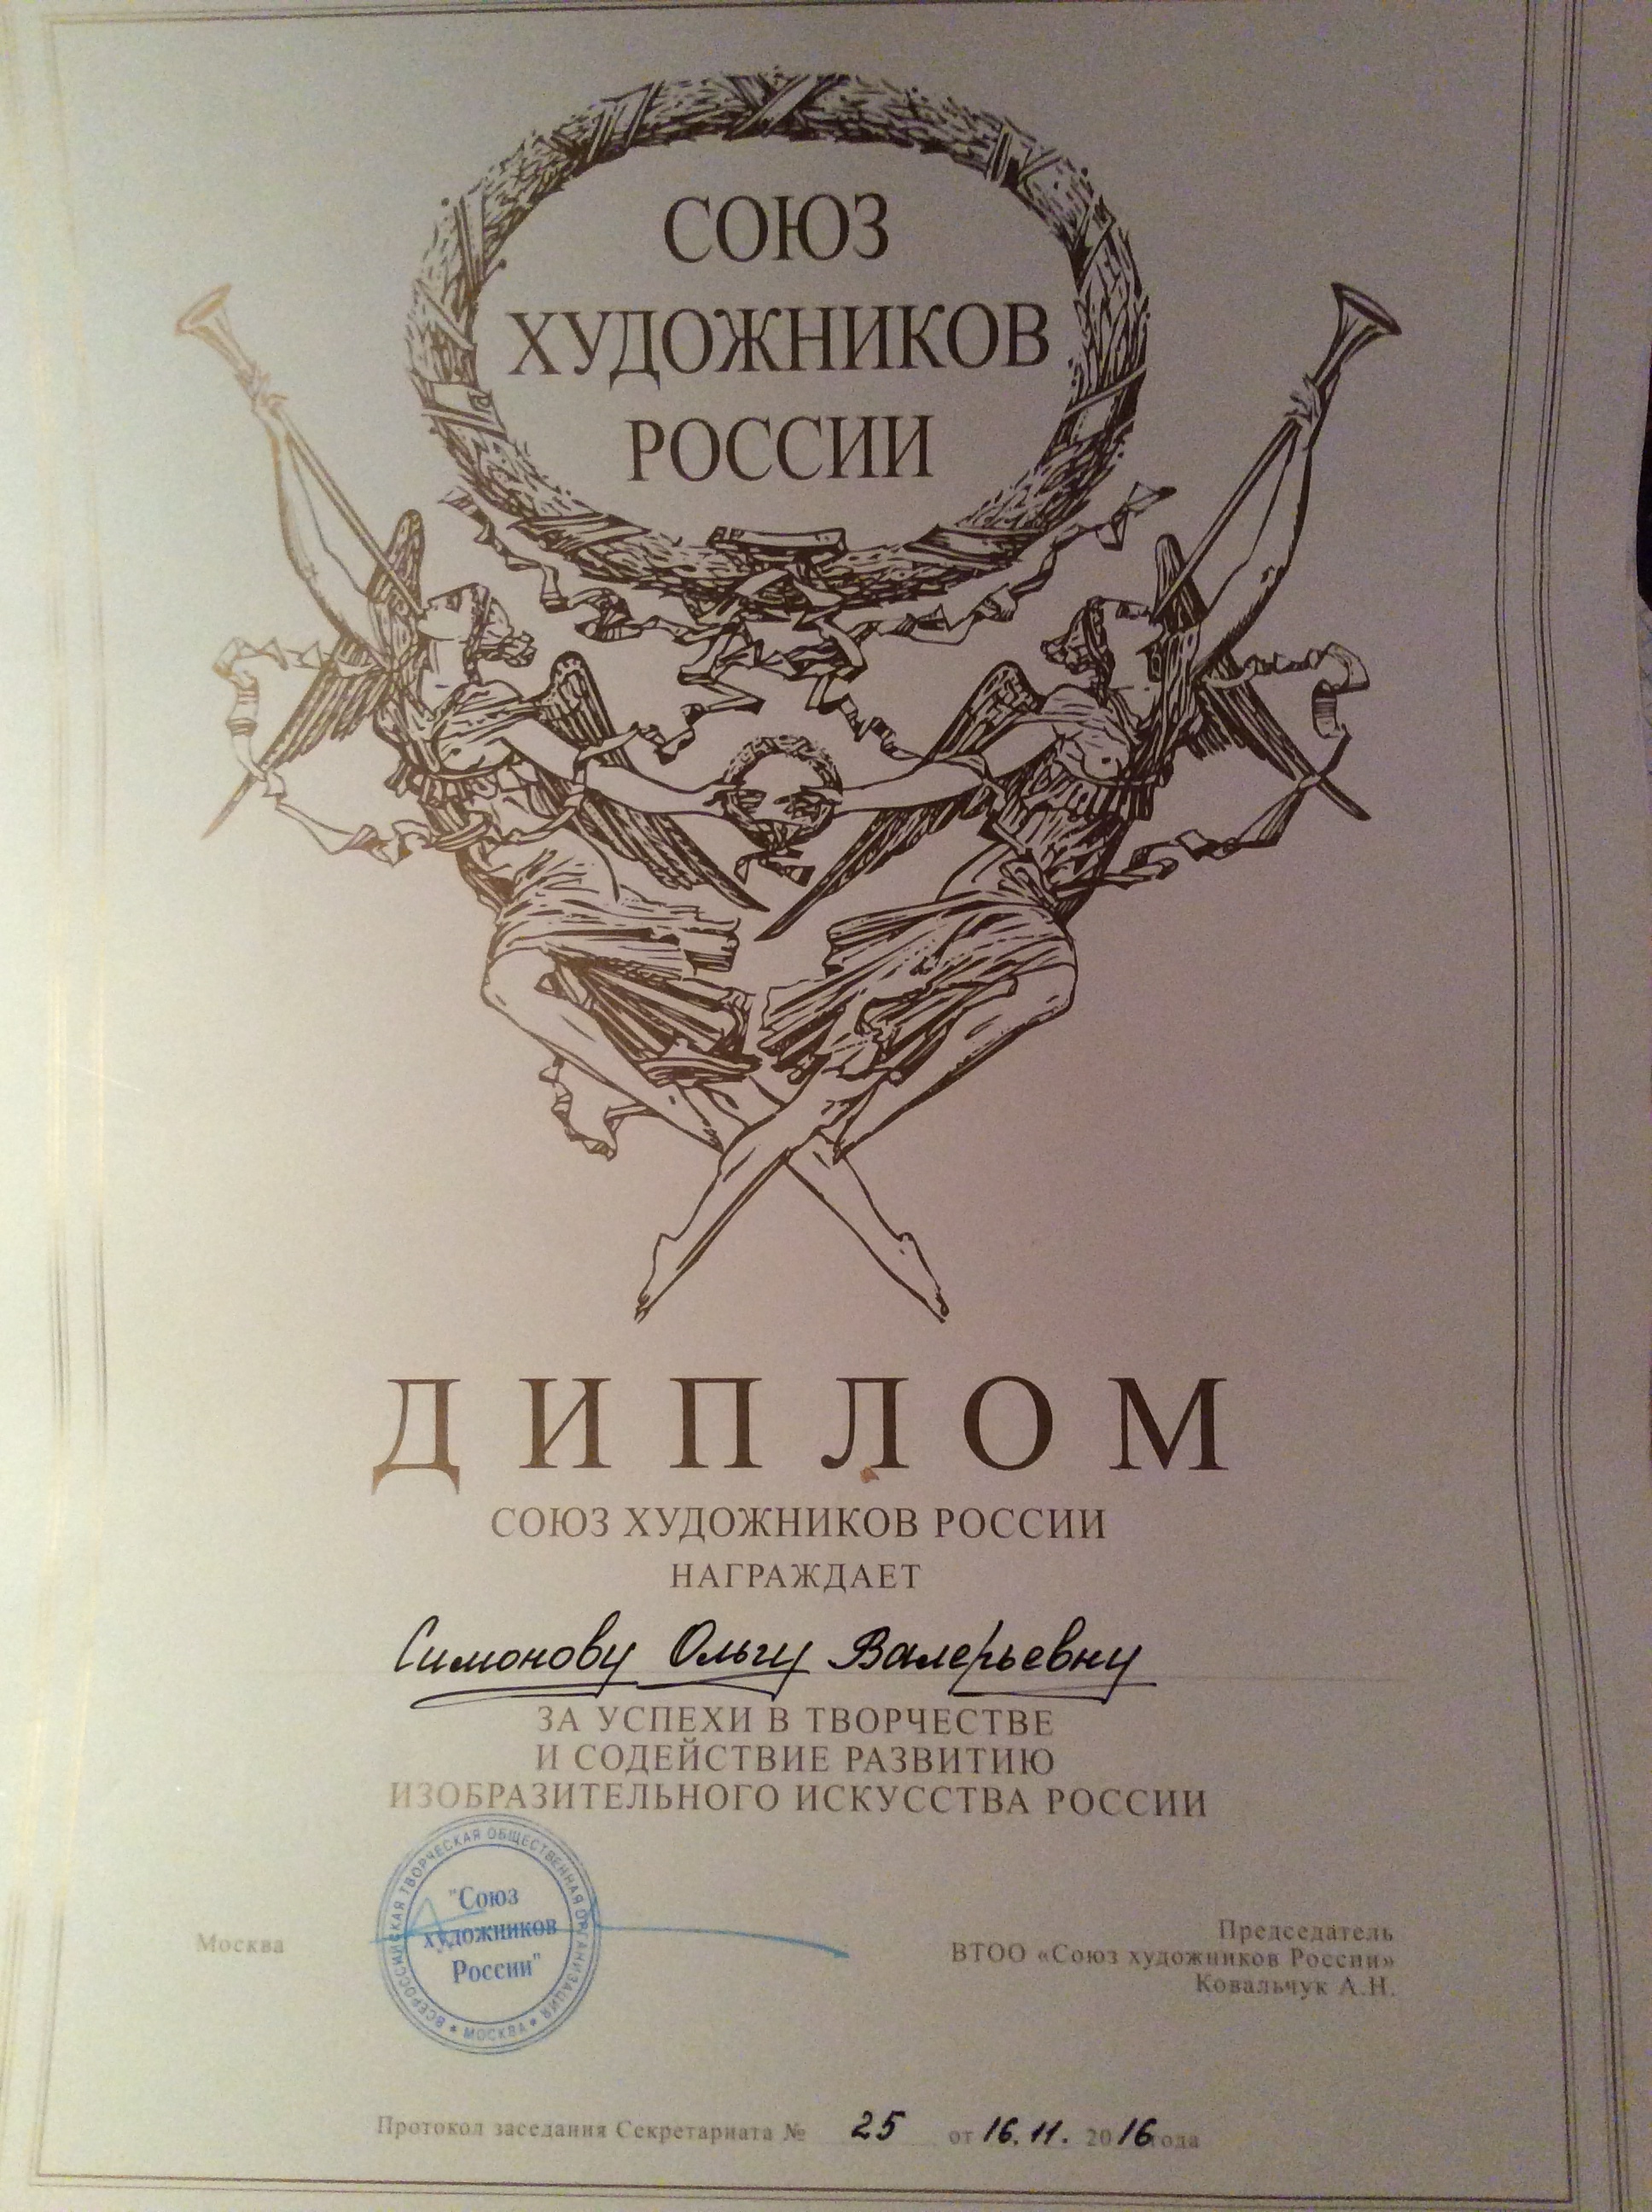 СОЮЗ
ХУДОЖНИКОВ
РОССИИ
ДИПЛОМ
СОЮЗ ХУДОЖНИКОВ РОССИИ
НАГРАЖДАЕТ
Симонову Ольгу Валерьевну
ЗА УСПЕХИ В ТВОРЧЕСТВЕ
И СОДЕЙСТВИЕ РАЗВИТИЮ
ИЗОБРАЗИТЕЛЬНОГО ИСКУССТВА РОССИИ
ВСЕРОССИЙСКАЯ ТВОРЧЕСКАЯ ОБЩЕСТВЕННАЯ ОРГАНИЗАЦИЯ * МОСКВА *
"Союз
художников
России"
Москва
Председатель
ВТОО «Союз художников России»
Ковальчук А.Н.
Протокол заседания Секретариата № 25 от 16.11. 2016 года